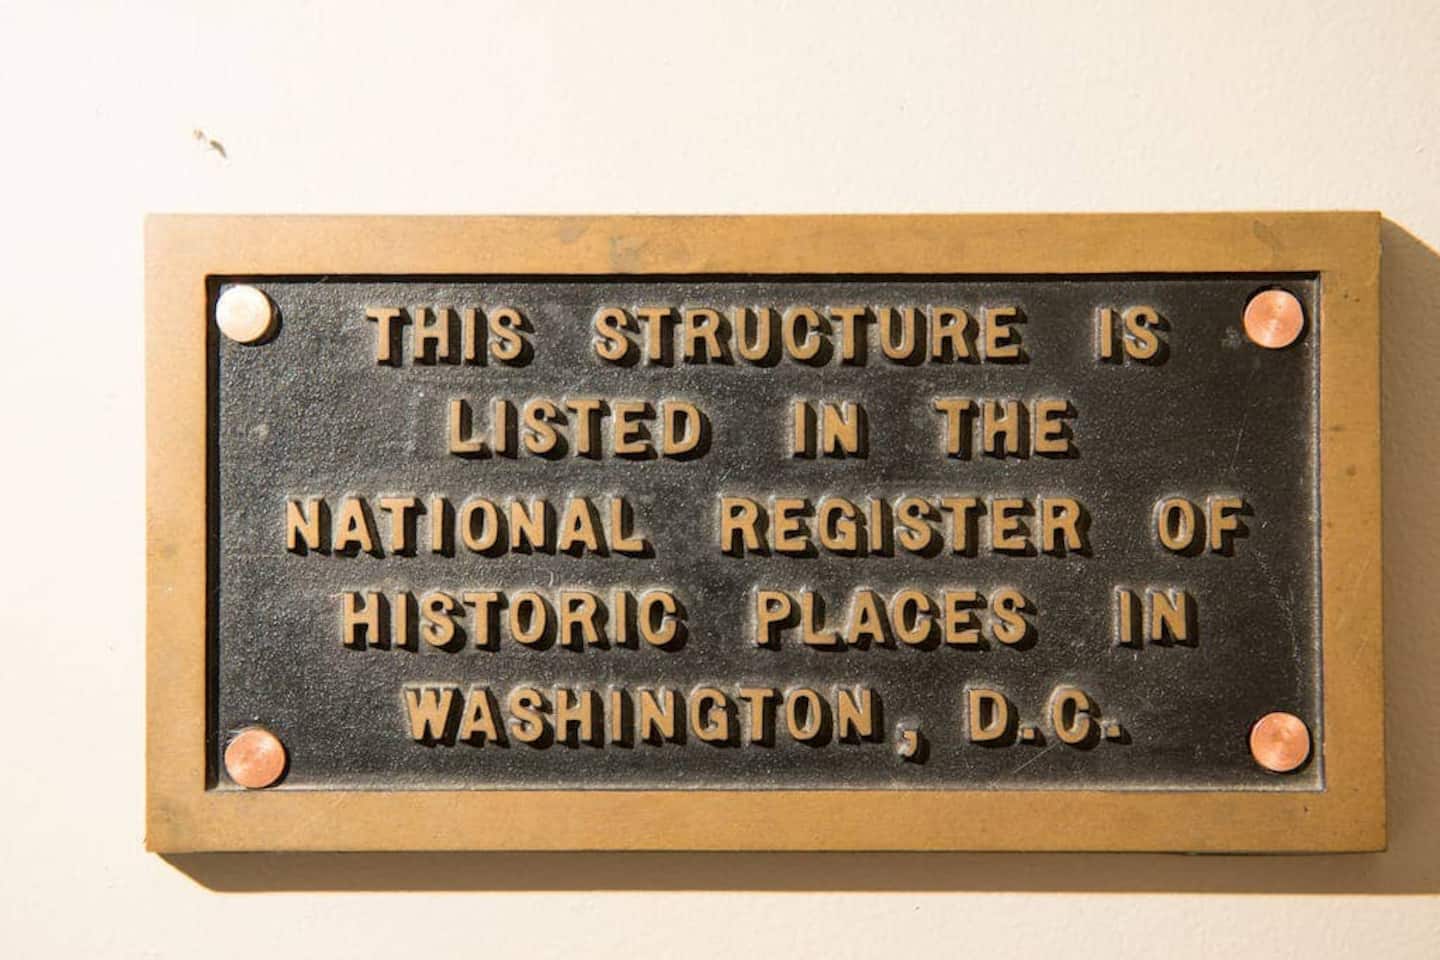 THIS STRUCTURE IS
LISTED IN THE
NATIONAL REGISTER OF
HISTORIC PLACES IN
WASHINGTON, D.C.